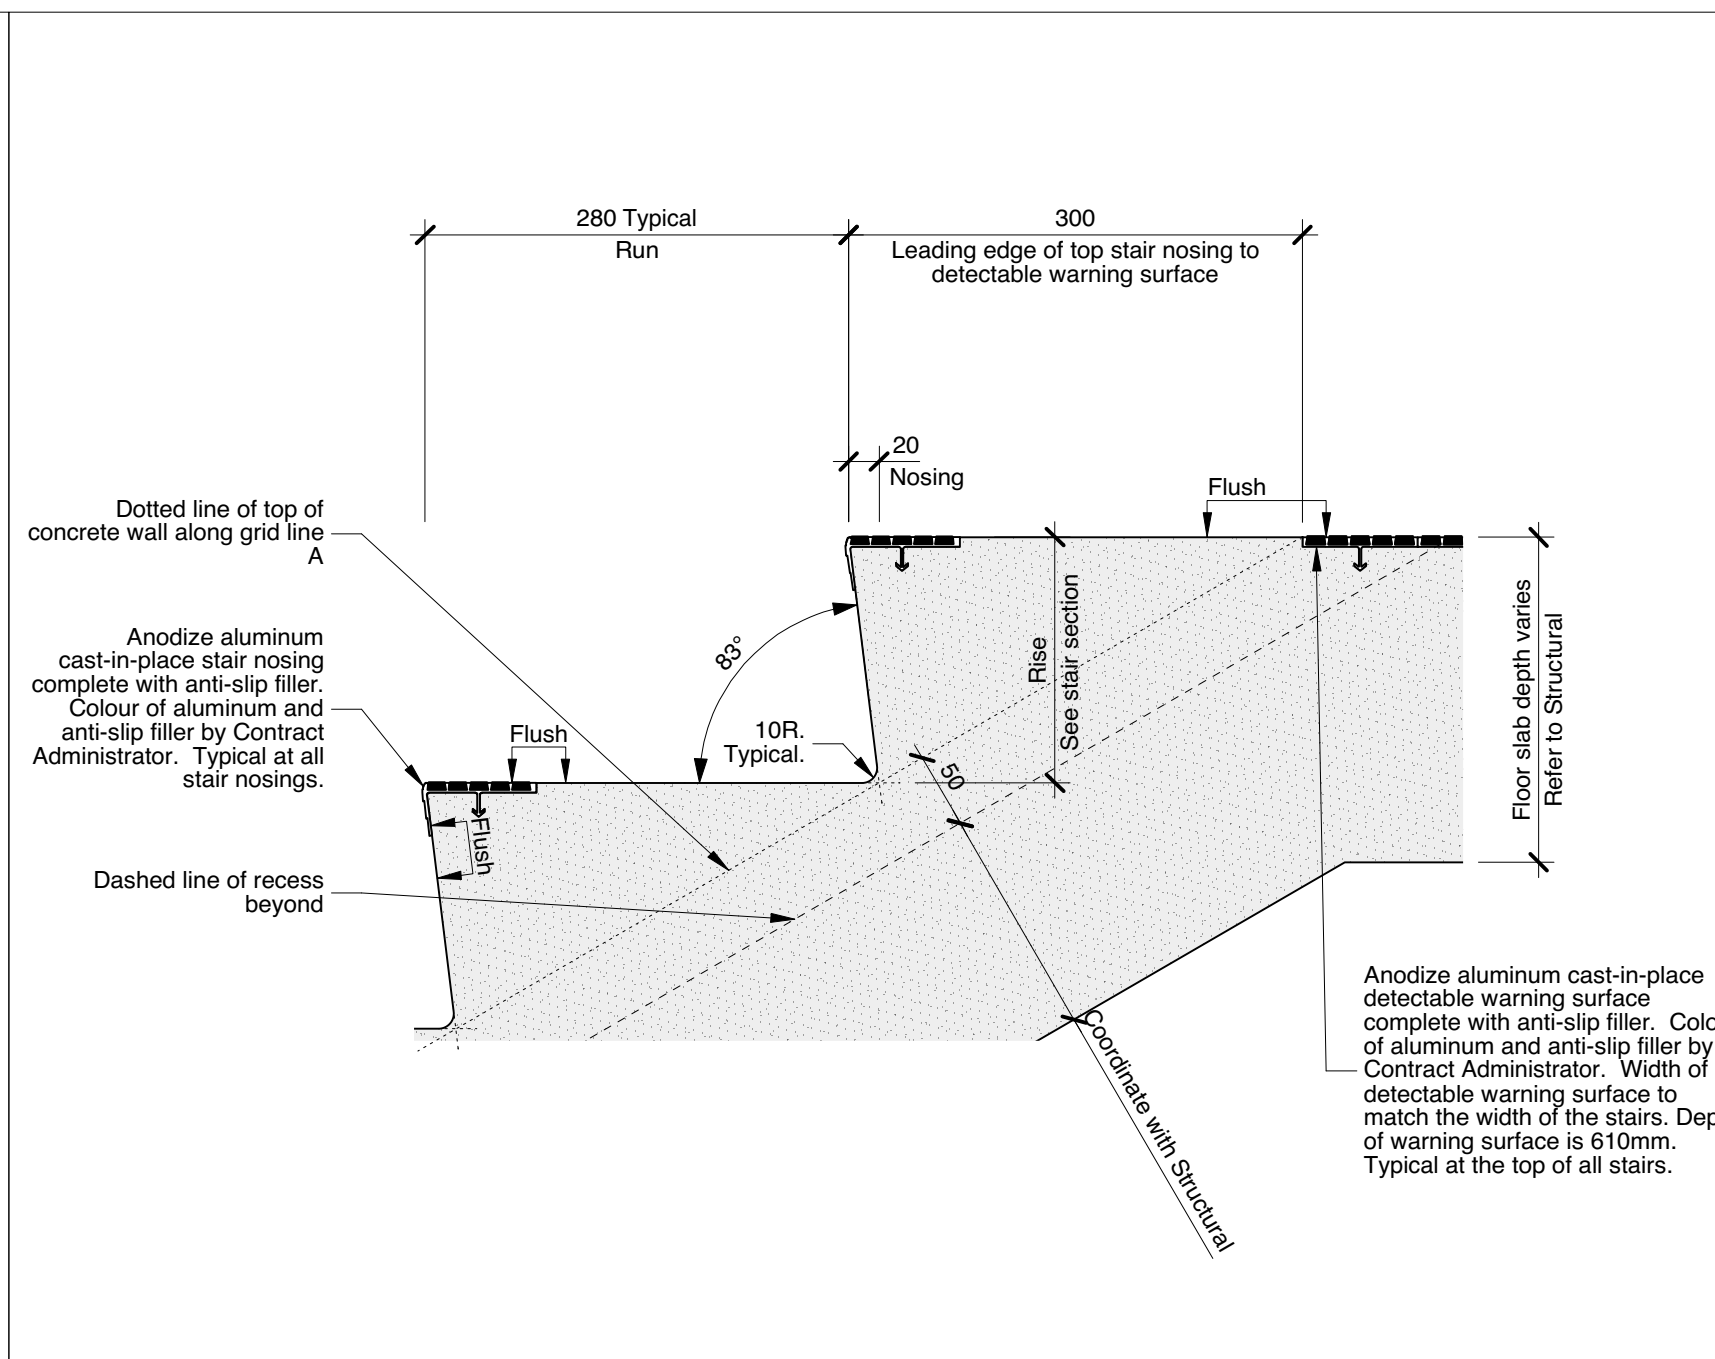 280 Typical
Run
300
Leading edge of top stair nosing to
detectable warning surface
20
Nosing
Flush
Dotted line of top of
concrete wall along grid line
A
Anodize aluminum
cast-in-place stair nosing
complete with anti-slip filler.
Colour of aluminum and
anti-slip filler by Contract
Administrator. Typical at all
stair nosings.
Flush
83°
10R.
Typical.
Rise
See stair section
50
Floor slab depth varies
Refer to Structural
Flush
Dashed line of recess
beyond
Coordinate with Structural
Anodize aluminum cast-in-place
detectable warning surface
complete with anti-slip filler.
of aluminum and anti-slip filler by
Contract Administrator. Width of
detectable warning surface to
match the width of the stairs.
of warning surface is 610mm.
Typical at the top of all stairs.